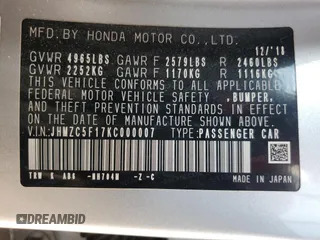 MFD. BY HONDA MOTOR CO., LTD.
12/'18
GVWR 4965LBS GAWR F 2579LBS R 2460LBS
GVWR 2252KG GAWR F 1170KG R 1116KG
THIS VEHICLE CONFORMS TO ALL APPLICABLE
FEDERAL MOTOR VEHICLE SAFETY, BUMPER,
AND THEFT PREVENTION STANDARDS IN EFFECT ON THE
DATE OF MANUFACTURE SHOWN ABOVE.
V.I.N:JHMZC5F17KC000007 TYPE:PASSENGER CAR
-Z -C
MADE IN JAPAN
© DREAMBID